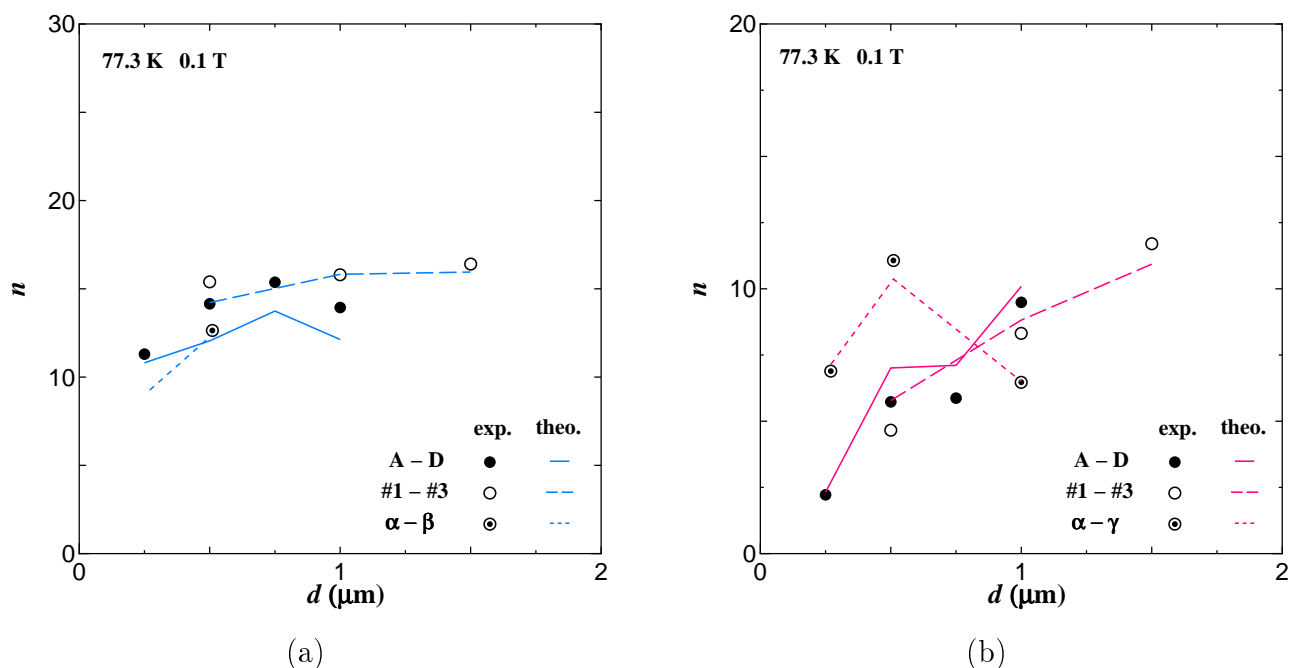 30
20
10
0
0
1
2
n
d (μm)
77.3 K 0.1 T
exp. theo.
A – D
#1 – #3
α – β
(a)
20
10
0
0
1
2
n
d (μm)
77.3 K 0.1 T
exp. theo.
A – D
#1 – #3
α – γ
(b)